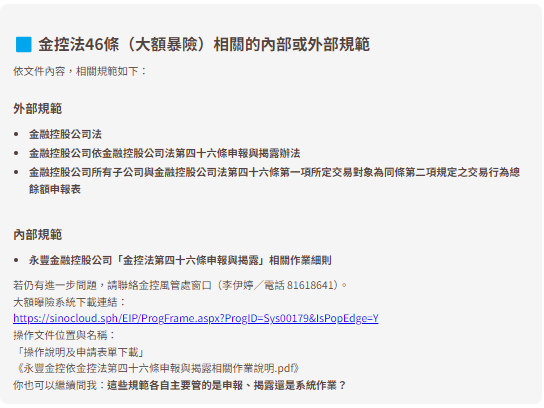 金控法46條（大額暴險）相關的內部或外部規範
依文件內容，相關規範如下：
外部規範
• 金融控股公司法
• 金融控股公司依金融控股公司法第四十六條申報與揭露辦法
• 金融控股公司所有子公司與金融控股公司法第四十六條第一項所定交易對象為同條第二項規定之交易行為總
餘額申報表
內部規範
• 永豐金融控股公司「金控法第四十六條申報與揭露」相關作業細則
若仍有進一步問題，請聯絡金控風管處窗口（李伊婷／電話 81618641）。
大額曝險系統下載連結：
https://sinocloud.sph/EIP/ProgFrame.aspx?ProgID=Sys00179&IsPopEdge=Y
操作文件位置與名稱：
「操作說明及申請表單下載」
《永豐金控依金控法第四十六條申報與揭露相關作業說明.pdf》
你也可以繼續問我：這些規範各自主要管的是申報、揭露還是系統作業？